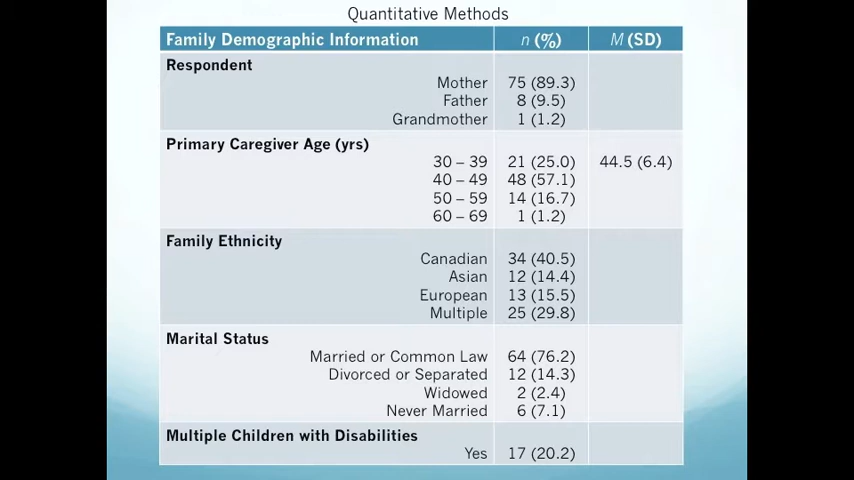 Quantitative Methods
Family Demographic Information n (%) M (SD)
Respondent
Mother 75 (89.3)
Father 8 (9.5)
Grandmother 1 (1.2)
Primary Caregiver Age (yrs)
30 – 39 21 (25.0) 44.5 (6.4)
40 – 49 48 (57.1)
50 – 59 14 (16.7)
60 – 69 1 (1.2)
Family Ethnicity
Canadian 34 (40.5)
Asian 12 (14.4)
European 13 (15.5)
Multiple 25 (29.8)
Marital Status
Married or Common Law 64 (76.2)
Divorced or Separated 12 (14.3)
Widowed 2 (2.4)
Never Married 6 (7.1)
Multiple Children with Disabilities
Yes 17 (20.2)